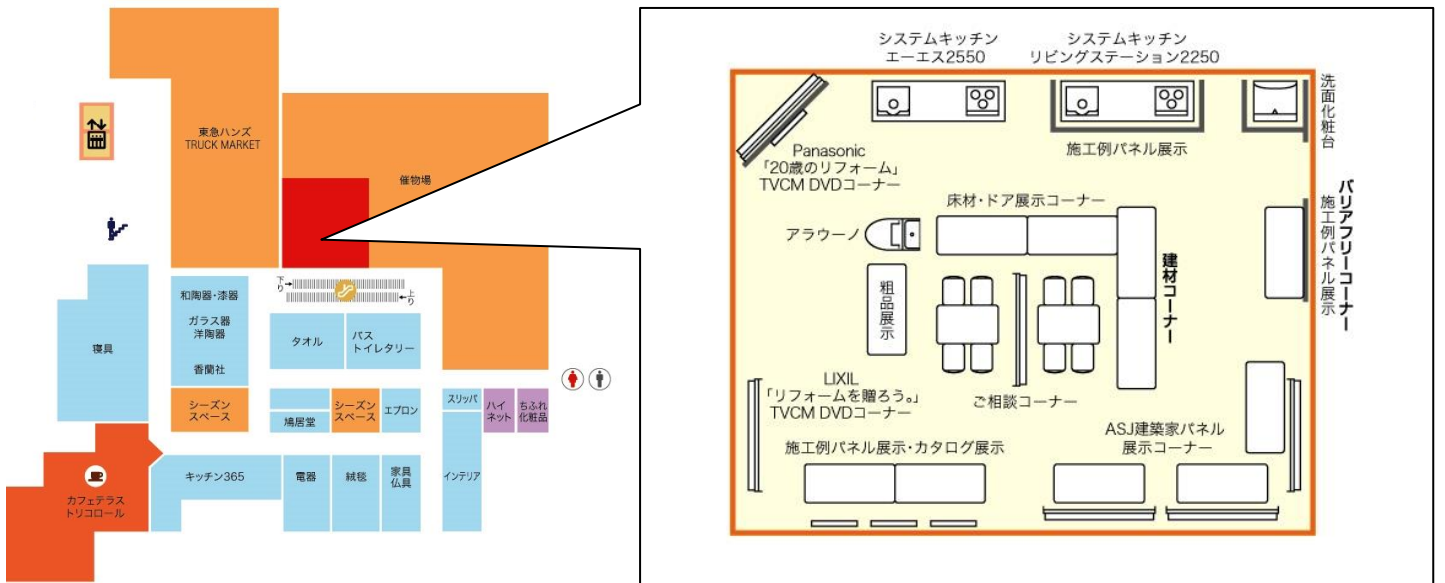 東急ハンズ
TRUCK MARKET
催物場
下り
上り
和陶器・漆器
ガラス器
洋陶器
香蘭社
寝具
タオル
バス
トイレタリー
シーズン
スペース
鳩居堂
シーズン
スペース
エプロン
スリッパ
ハイ
ネット
ちふれ
化粧品
カフェテラス
トリコロール
キッチン365
電器
絨毯
家具
仏具
インテリア
システムキッチン
エーエス2550
システムキッチン
リビングステーション2250
洗面化粧台
Panasonic
「20歳のリフォーム」
TVCM DVDコーナー
施工例パネル展示
バリアフリーコーナー
施工例パネル展示
床材・ドア展示コーナー
アラウーノ
建材コーナー
粗品展示
LIXIL
「リフォームを贈ろう。」
TVCM DVDコーナー
ご相談コーナー
ASJ建築家パネル
展示コーナー
施工例パネル展示・カタログ展示